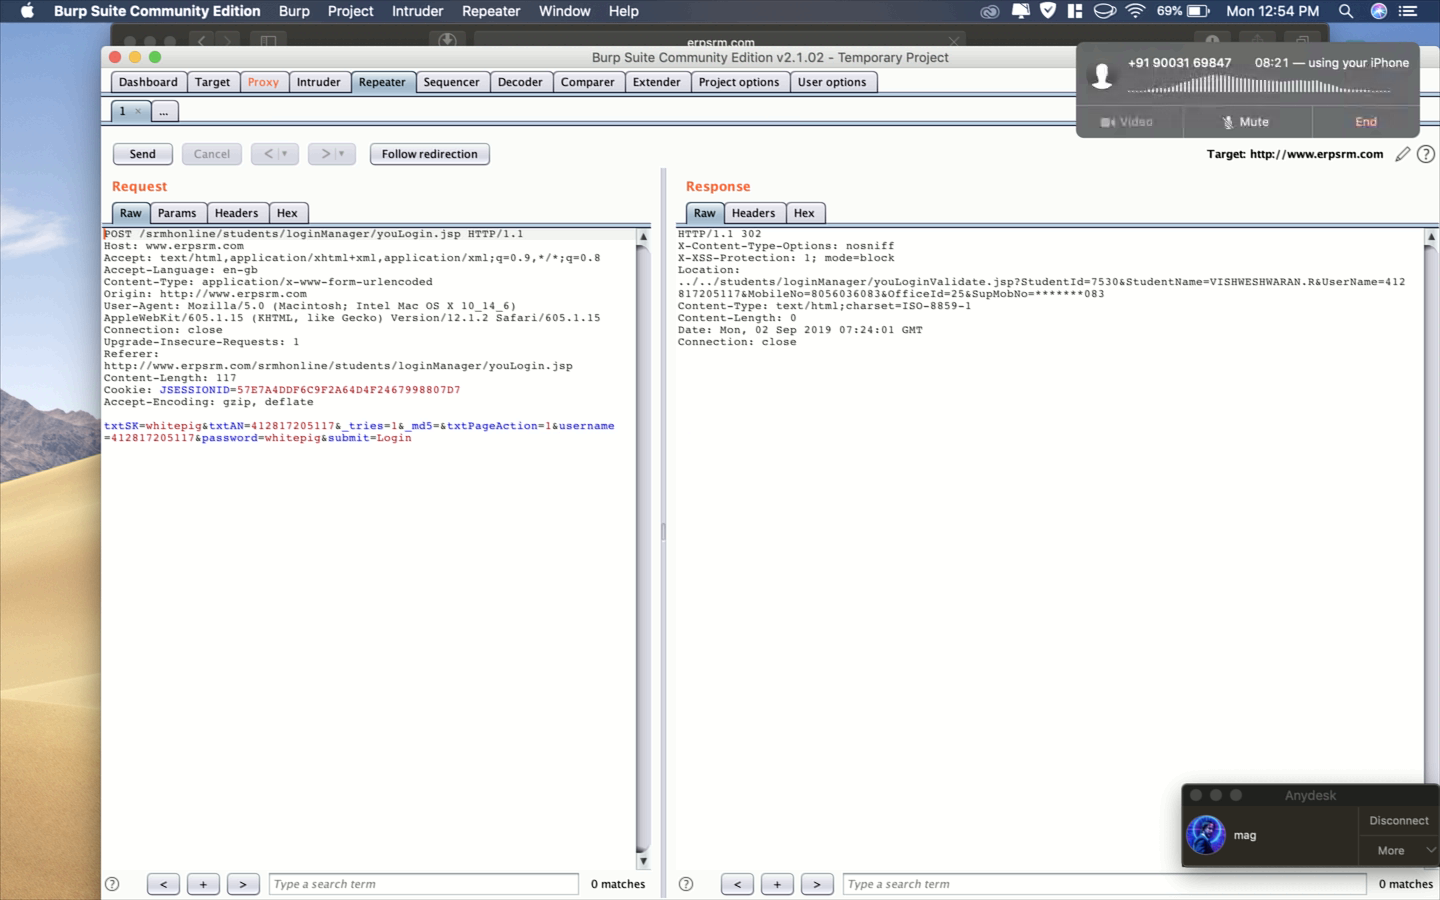 Burp Suite Community Edition Burp Project Intruder Repeater Window Help 69% Mon 12:54 PM
erpsrm.com
Burp Suite Community Edition v2.1.02 - Temporary Project
+91 90031 69847 08:21 — using your iPhone
Video Mute End
Dashboard Target Proxy Intruder Repeater Sequencer Decoder Comparer Extender Project options User options
1 × ...
Send Cancel < > Follow redirection Target: http://www.erpsrm.com ?
Request
Raw Params Headers Hex
POST /srmhonline/students/loginManager/youLogin.jsp HTTP/1.1
Host: www.erpsrm.com
Accept: text/html,application/xhtml+xml,application/xml;q=0.9,*/*;q=0.8
Accept-Language: en-gb
Content-Type: application/x-www-form-urlencoded
Origin: http://www.erpsrm.com
User-Agent: Mozilla/5.0 (Macintosh; Intel Mac OS X 10_14_6)
AppleWebKit/605.1.15 (KHTML, like Gecko) Version/12.1.2 Safari/605.1.15
Connection: close
Upgrade-Insecure-Requests: 1
Referer:
http://www.erpsrm.com/srmhonline/students/loginManager/youLogin.jsp
Content-Length: 117
Cookie: JSESSIONID=57E7A4DDF6C9F2A64D4F2467998807D7
Accept-Encoding: gzip, deflate
txtSK=whitepig&txtAN=412817205117&_tries=1&_md5=&txtPageAction=1&username
=412817205117&password=whitepig&submit=Login
? < + > Type a search term 0 matches
Response
Raw Headers Hex
HTTP/1.1 302
X-Content-Type-Options: nosniff
X-XSS-Protection: 1; mode=block
Location:
../../students/loginManager/youLoginValidate.jsp?StudentId=7530&StudentName=VISHWESHWARAN.R&UserName=412
817205117&MobileNo=8056036083&OfficeId=25&SupMobNo=*******083
Content-Type: text/html;charset=ISO-8859-1
Content-Length: 0
Date: Mon, 02 Sep 2019 07:24:01 GMT
Connection: close
? < + > Type a search term 0 matches
Anydesk
mag
Disconnect
More